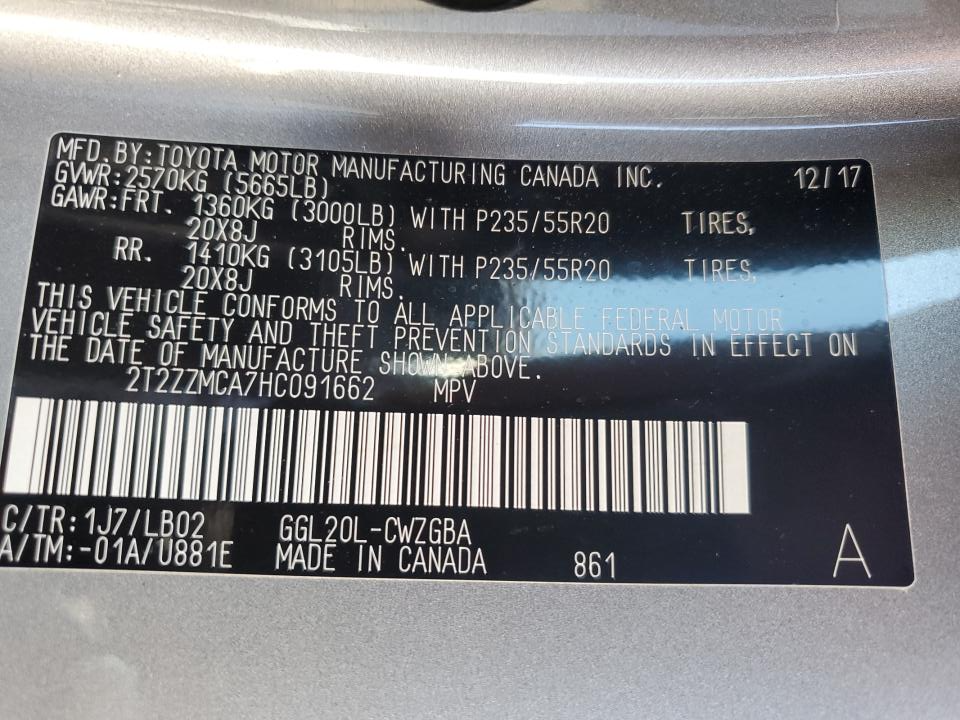 MFD. BY: TOYOTA MOTOR MANUFACTURING CANADA INC. 12/17
GVWR: 2570KG (5665LB)
GAWR: FRT. 1360KG (3000LB) WITH P235/55R20 TIRES,
20X8J RIMS.
RR. 1410KG (3105LB) WITH P235/55R20 TIRES,
20X8J RIMS.
THIS VEHICLE CONFORMS TO ALL APPLICABLE FEDERAL MOTOR
VEHICLE SAFETY AND THEFT PREVENTION STANDARDS IN EFFECT ON
THE DATE OF MANUFACTURE SHOWN ABOVE.
2T2ZZMCA7HC091662 MPV
C/TR: 1J7/LB02 GGL20L-CWZGBA
A/TM: -01A/U881E MADE IN CANADA 861 A